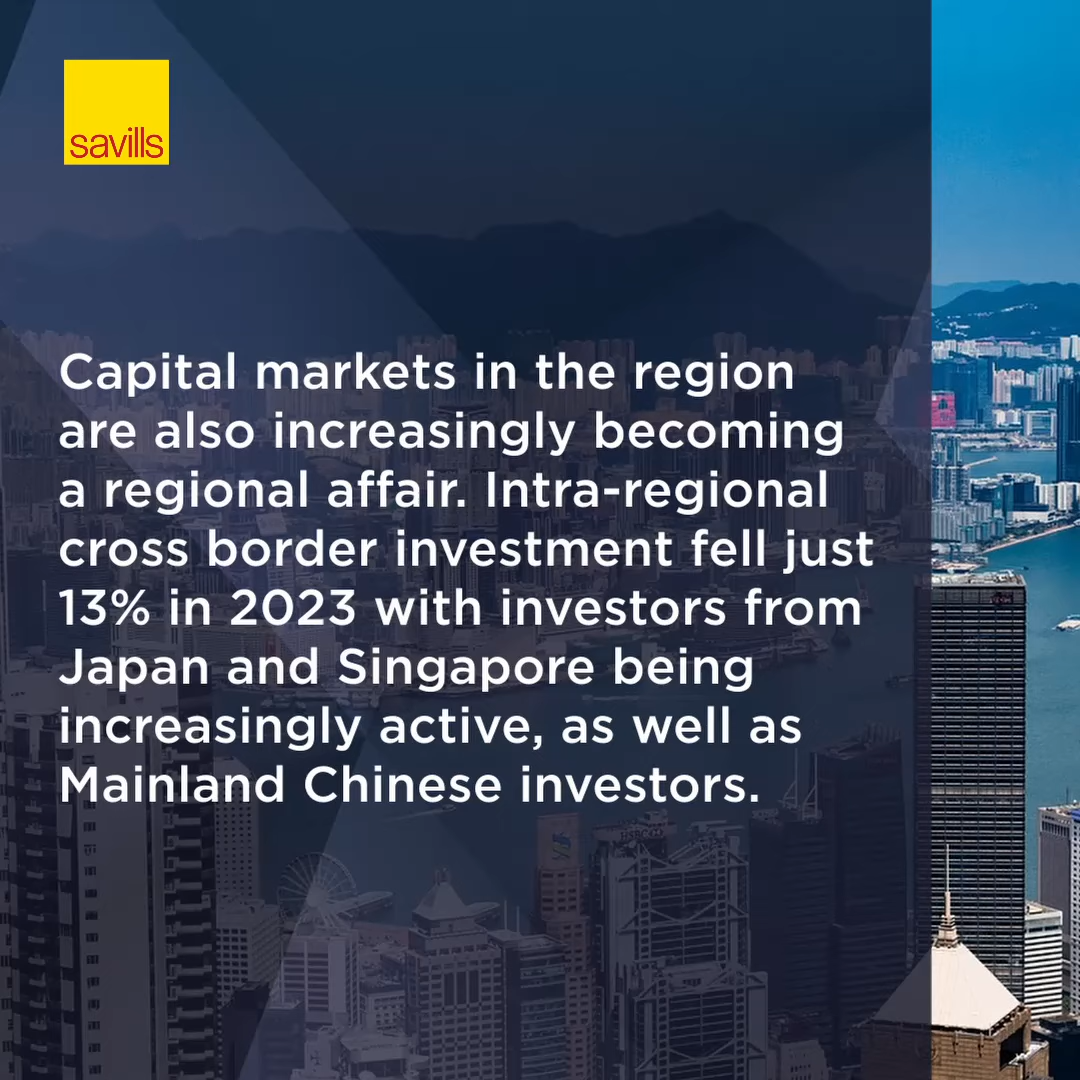 savills
Capital markets in the region
are also increasingly becoming
a regional affair. Intra-regional
cross border investment fell just
13% in 2023 with investors from
Japan and Singapore being
increasingly active, as well as
Mainland Chinese investors.
HSBC